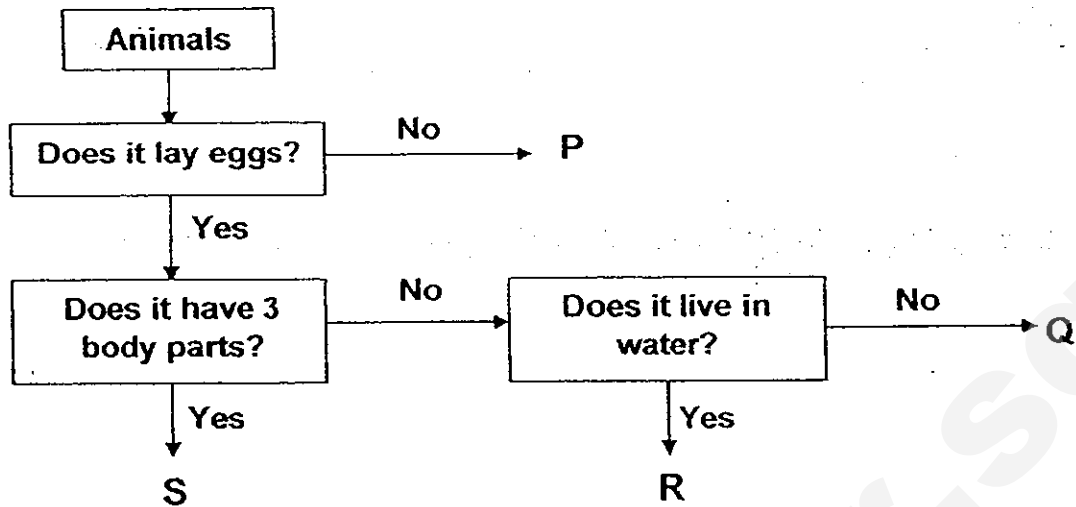 Animals
Does it lay eggs?
No
P
Yes
Does it have 3
body parts?
No
Does it live in
water?
No
Q
Yes
S
Yes
R